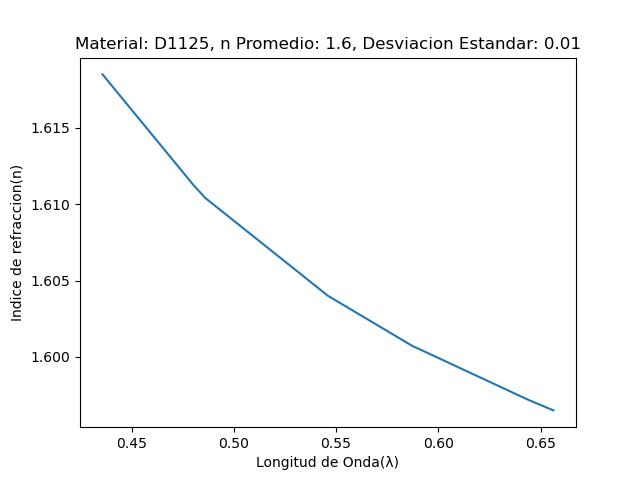 Material: D1125, n Promedio: 1.6, Desviacion Estandar: 0.01
Indice de refraccion(n)
1.615
1.610
1.605
1.600
0.45 0.50 0.55 0.60 0.65
Longitud de Onda(λ)